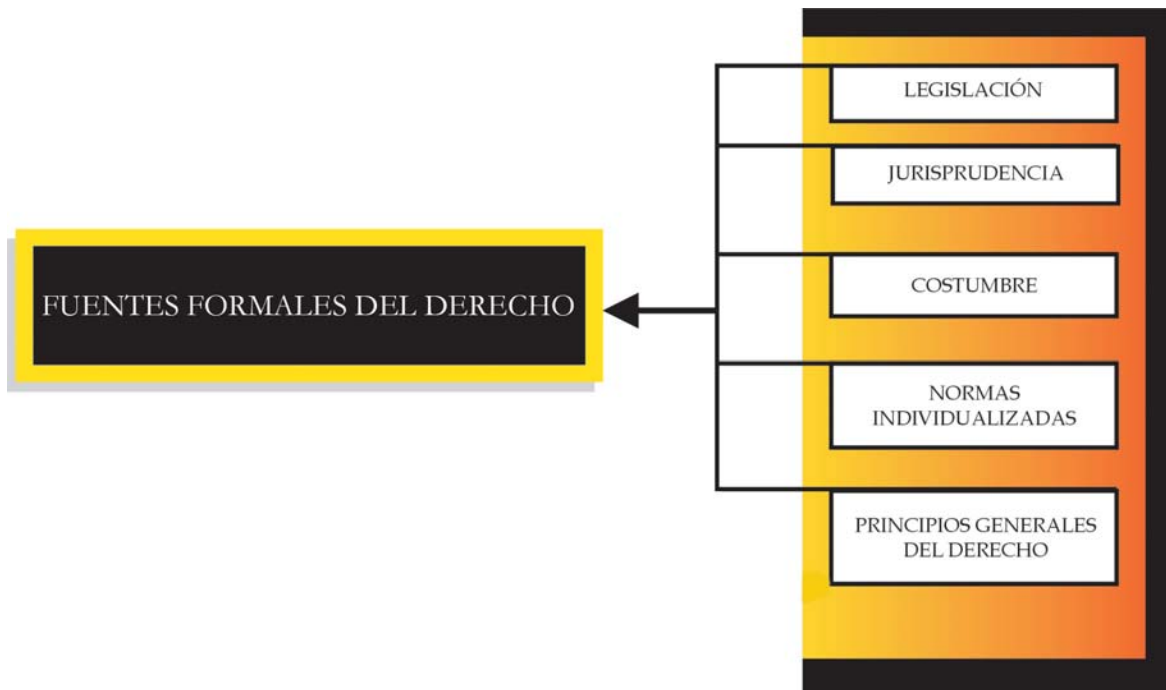 FUENTES FORMALES DEL DERECHO
LEGISLACIÓN
JURISPRUDENCIA
COSTUMBRE
NORMAS
INDIVIDUALIZADAS
PRINCIPIOS GENERALES
DEL DERECHO